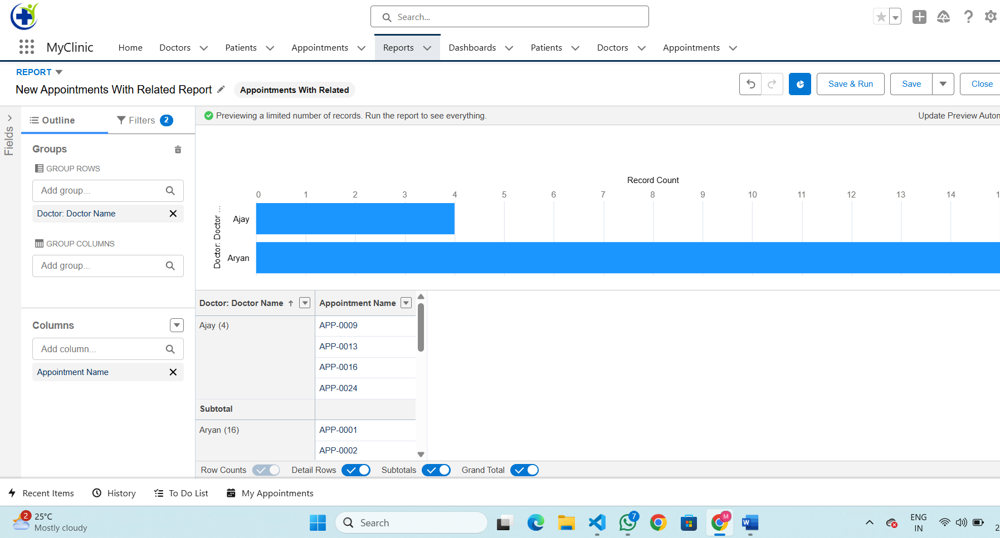 Search...
MyClinic
Home
Doctors
Patients
Appointments
Reports
Dashboards
Patients
Doctors
Appointments
REPORT
New Appointments With Related Report
Appointments With Related
Save & Run
Save
Close
Fields
Outline
Filters
2
Previewing a limited number of records. Run the report to see everything.
Update Preview Autom
Groups
GROUP ROWS
Add group...
Doctor: Doctor Name
GROUP COLUMNS
Add group...
Columns
Add column...
Appointment Name
Record Count
0 1 2 3 4 5 6 7 8 9 10 11 12 13 14 1
Doctor: Doctor ...
Ajay
Aryan
Doctor: Doctor Name
Appointment Name
Ajay (4)
APP-0009
APP-0013
APP-0016
APP-0024
Subtotal
Aryan (16)
APP-0001
APP-0002
Row Counts
Detail Rows
Subtotals
Grand Total
Recent Items
History
To Do List
My Appointments
2
25°C
Mostly cloudy
Search
7
M
W
ENG
IN
2